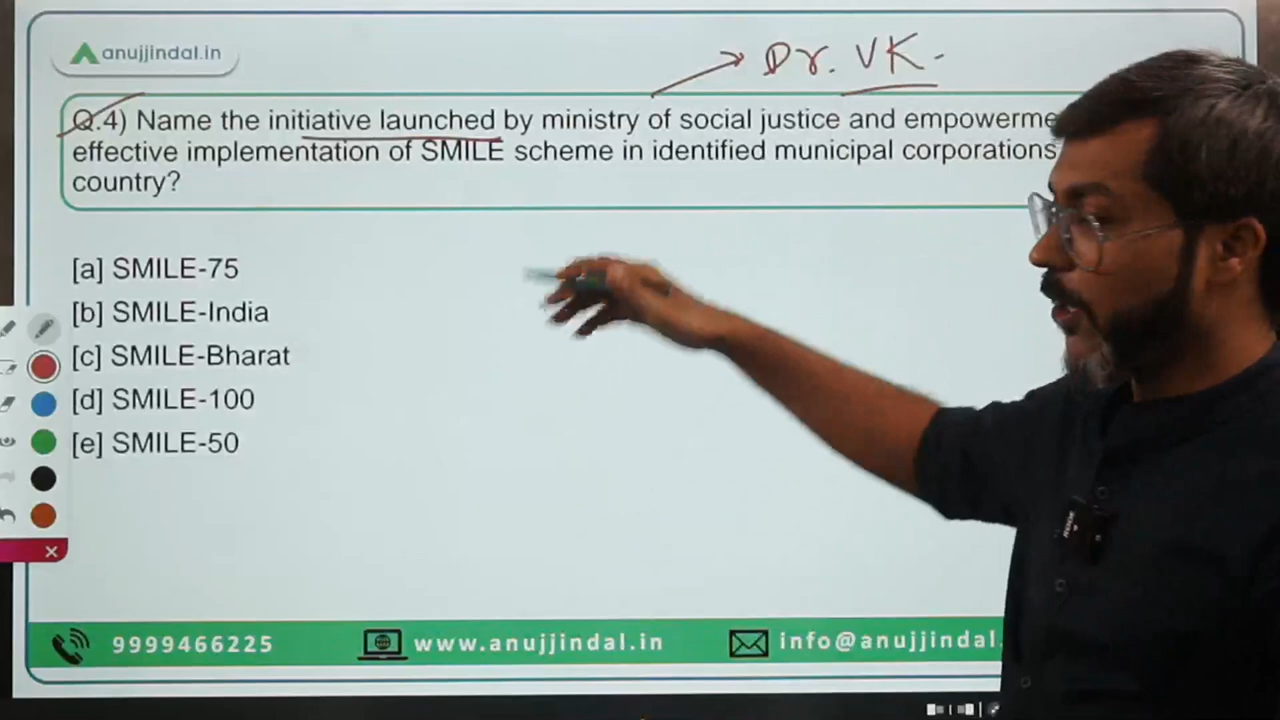 anujjindal.in
Dr. VK.
Q.4) Name the initiative launched by ministry of social justice and empowerme
effective implementation of SMILE scheme in identified municipal corporations
country?
[a] SMILE-75
[b] SMILE-India
[c] SMILE-Bharat
[d] SMILE-100
[e] SMILE-50
9999466225 www.anujjindal.in info@anujjindal.